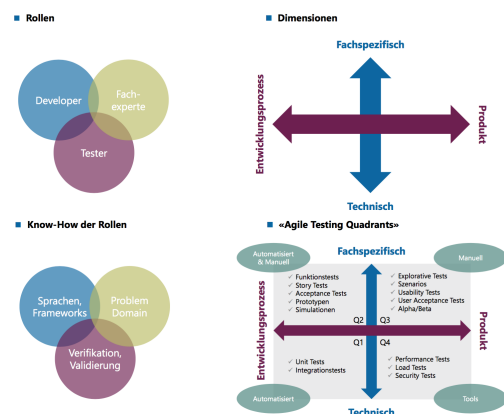 Rollen
Developer
Fach-
experte
Tester
Dimensionen
Fachspezifisch
Entwicklungsprozess
Produkt
Technisch
Know-How der Rollen
Sprachen,
Frameworks
Problem
Domain
Verifikation,
Validierung
«Agile Testing Quadrants»
Automatisiert
& Manuell
Fachspezifisch
Manuell
✓ Funktionstests
✓ Story Tests
✓ Acceptance Tests
✓ Prototypen
✓ Simulationen
✓ Explorative Tests
✓ Szenarios
✓ Usability Tests
✓ User Acceptance Tests
✓ Alpha/Beta
Entwicklungsprozess
Q2
Q3
Produkt
Q1
Q4
✓ Unit Tests
✓ Integrationstests
✓ Performance Tests
✓ Load Tests
✓ Security Tests
Automatisiert
Technisch
Tools